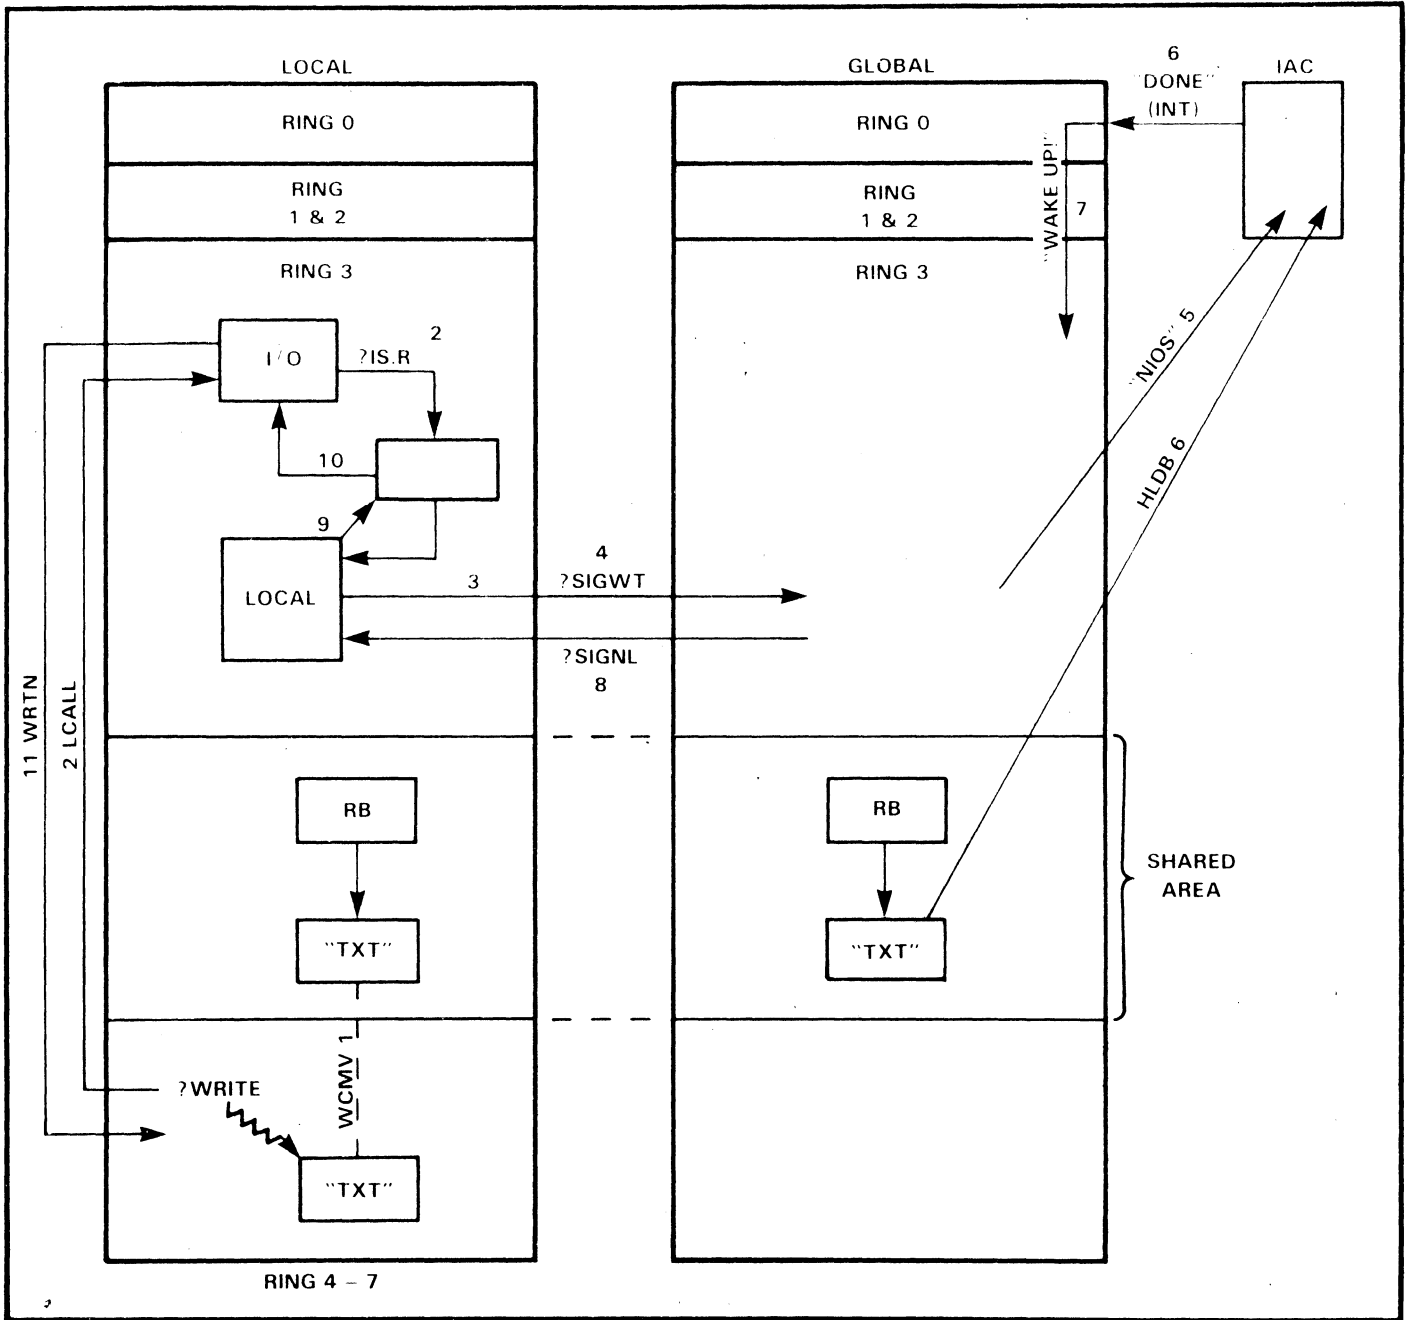 LOCAL
GLOBAL
6
"DONE"
(INT)
IAC
RING 0
RING 0
RING
1 & 2
RING
1 & 2
"WAKE UP!"
7
RING 3
RING 3
I/O
?IS.R
2
10
9
LOCAL
3
4
?SIGWT
?SIGNL
8
"NIOS" 5
HLDB 6
11 WRTN
2 LCALL
RB
"TXT"
RB
"TXT"
SHARED
AREA
WCMV 1
?WRITE
"TXT"
RING 4 – 7